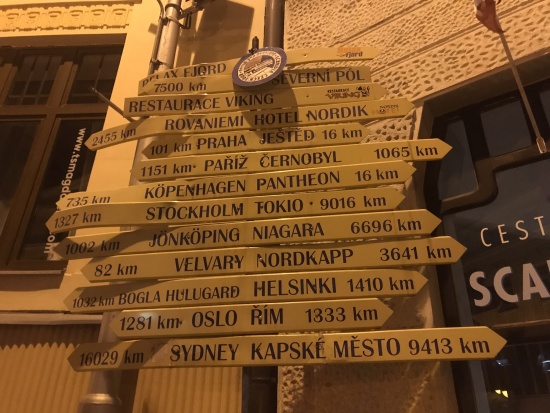 fjord
RELAX FJORD
7500 km SEVERNÍ PÓL
RESTAURACE VIKING
2455 km ROVANIEMI HOTEL NORDIK
101 km PRAHA JEŠTĚD 16 km
1151 km PAŘÍŽ ČERNOBYL 1065 km
735 km KÖPENHAGEN PANTHEON 16 km
1327 km STOCKHOLM TOKIO 9016 km
1002 km JÖNKÖPING NIAGARA 6696 km
82 km VELVARY NORDKAPP 3641 km
1032 km BOGLA HULUGARÐ HELSINKI 1410 km
1281 km OSLO ŘÍM 1333 km
16029 km SYDNEY KAPSKÉ MĚSTO 9413 km
CEST
SCA